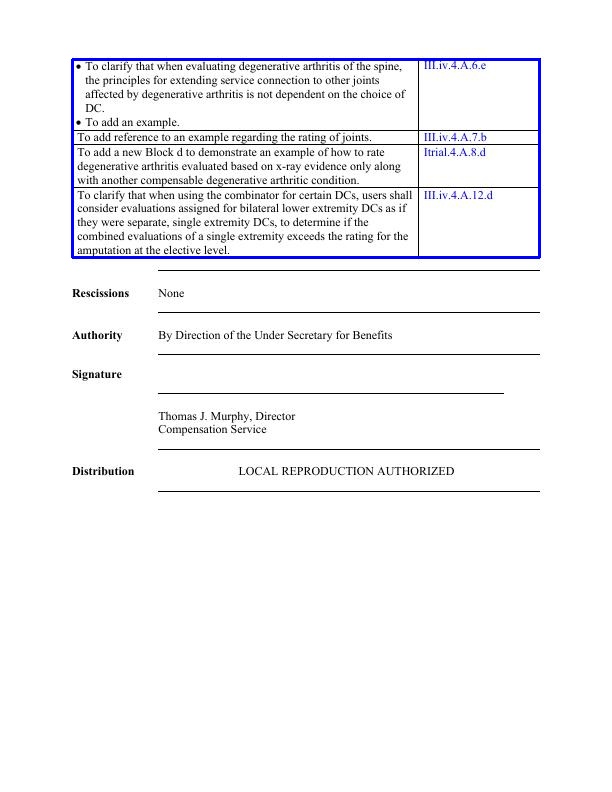 • To clarify that when evaluating degenerative arthritis of the spine,
the principles for extending service connection to other joints
affected by degenerative arthritis is not dependent on the choice of
DC.
• To add an example.
III.iv.4.A.6.e
To add reference to an example regarding the rating of joints.
III.iv.4.A.7.b
To add a new Block d to demonstrate an example of how to rate
degenerative arthritis evaluated based on x-ray evidence only along
with another compensable degenerative arthritic condition.
Itrial.4.A.8.d
To clarify that when using the combinator for certain DCs, users shall
consider evaluations assigned for bilateral lower extremity DCs as if
they were separate, single extremity DCs, to determine if the
combined evaluations of a single extremity exceeds the rating for the
amputation at the elective level.
III.iv.4.A.12.d
Rescissions None
Authority By Direction of the Under Secretary for Benefits
Signature
Thomas J. Murphy, Director
Compensation Service
Distribution LOCAL REPRODUCTION AUTHORIZED